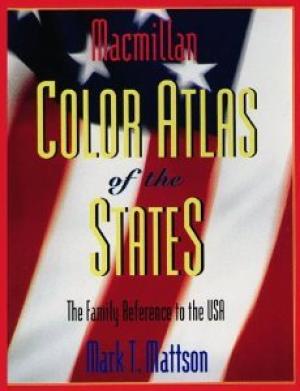 Macmillan
COLOR ATLAS
of the
STATES
The Family Reference to the USA
Mark T. Mattson